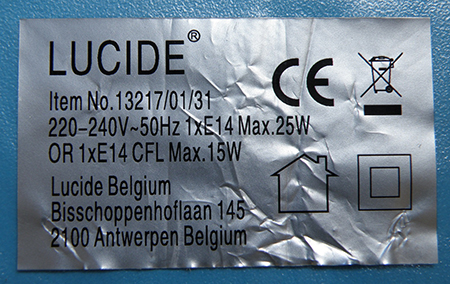 LUCIDE®
CE
Item No.13217/01/31
220-240V~50Hz 1xE14 Max.25W
OR 1xE14 CFL Max.15W
Lucide Belgium
Bisschoppenhoflaan 145
2100 Antwerpen Belgium